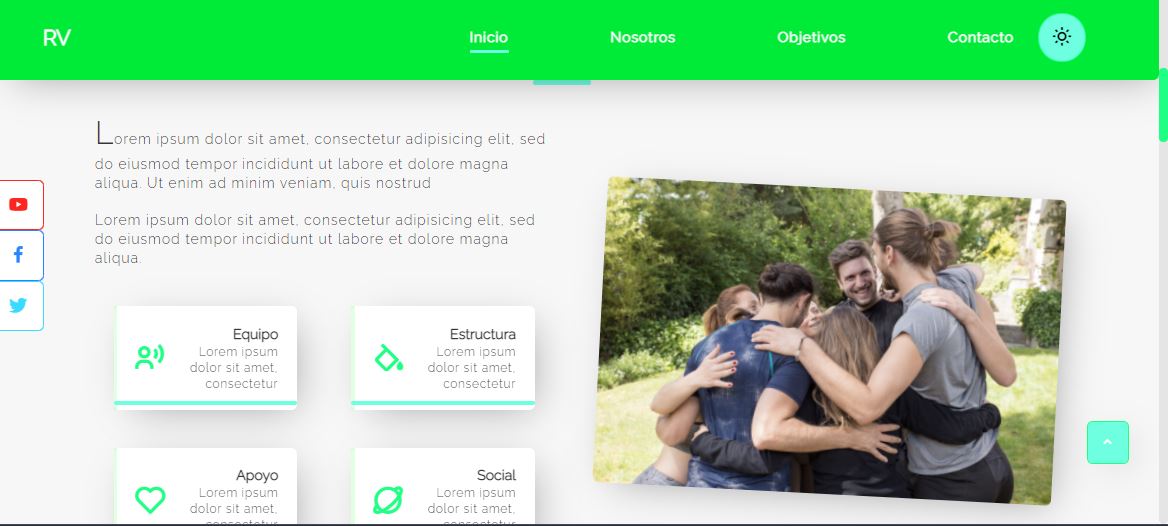 RV
Inicio
Nosotros
Objetivos
Contacto
Lorem ipsum dolor sit amet, consectetur adipisicing elit, sed
do eiusmod tempor incididunt ut labore et dolore magna
aliqua. Ut enim ad minim veniam, quis nostrud
Lorem ipsum dolor sit amet, consectetur adipisicing elit, sed
do eiusmod tempor incididunt ut labore et dolore magna
aliqua.
Equipo
Lorem ipsum
dolor sit amet,
consectetur
Estructura
Lorem ipsum
dolor sit amet,
consectetur
Apoyo
Lorem ipsum
dolor sit amet,
consectetur
Social
Lorem ipsum
dolor sit amet,
consectetur